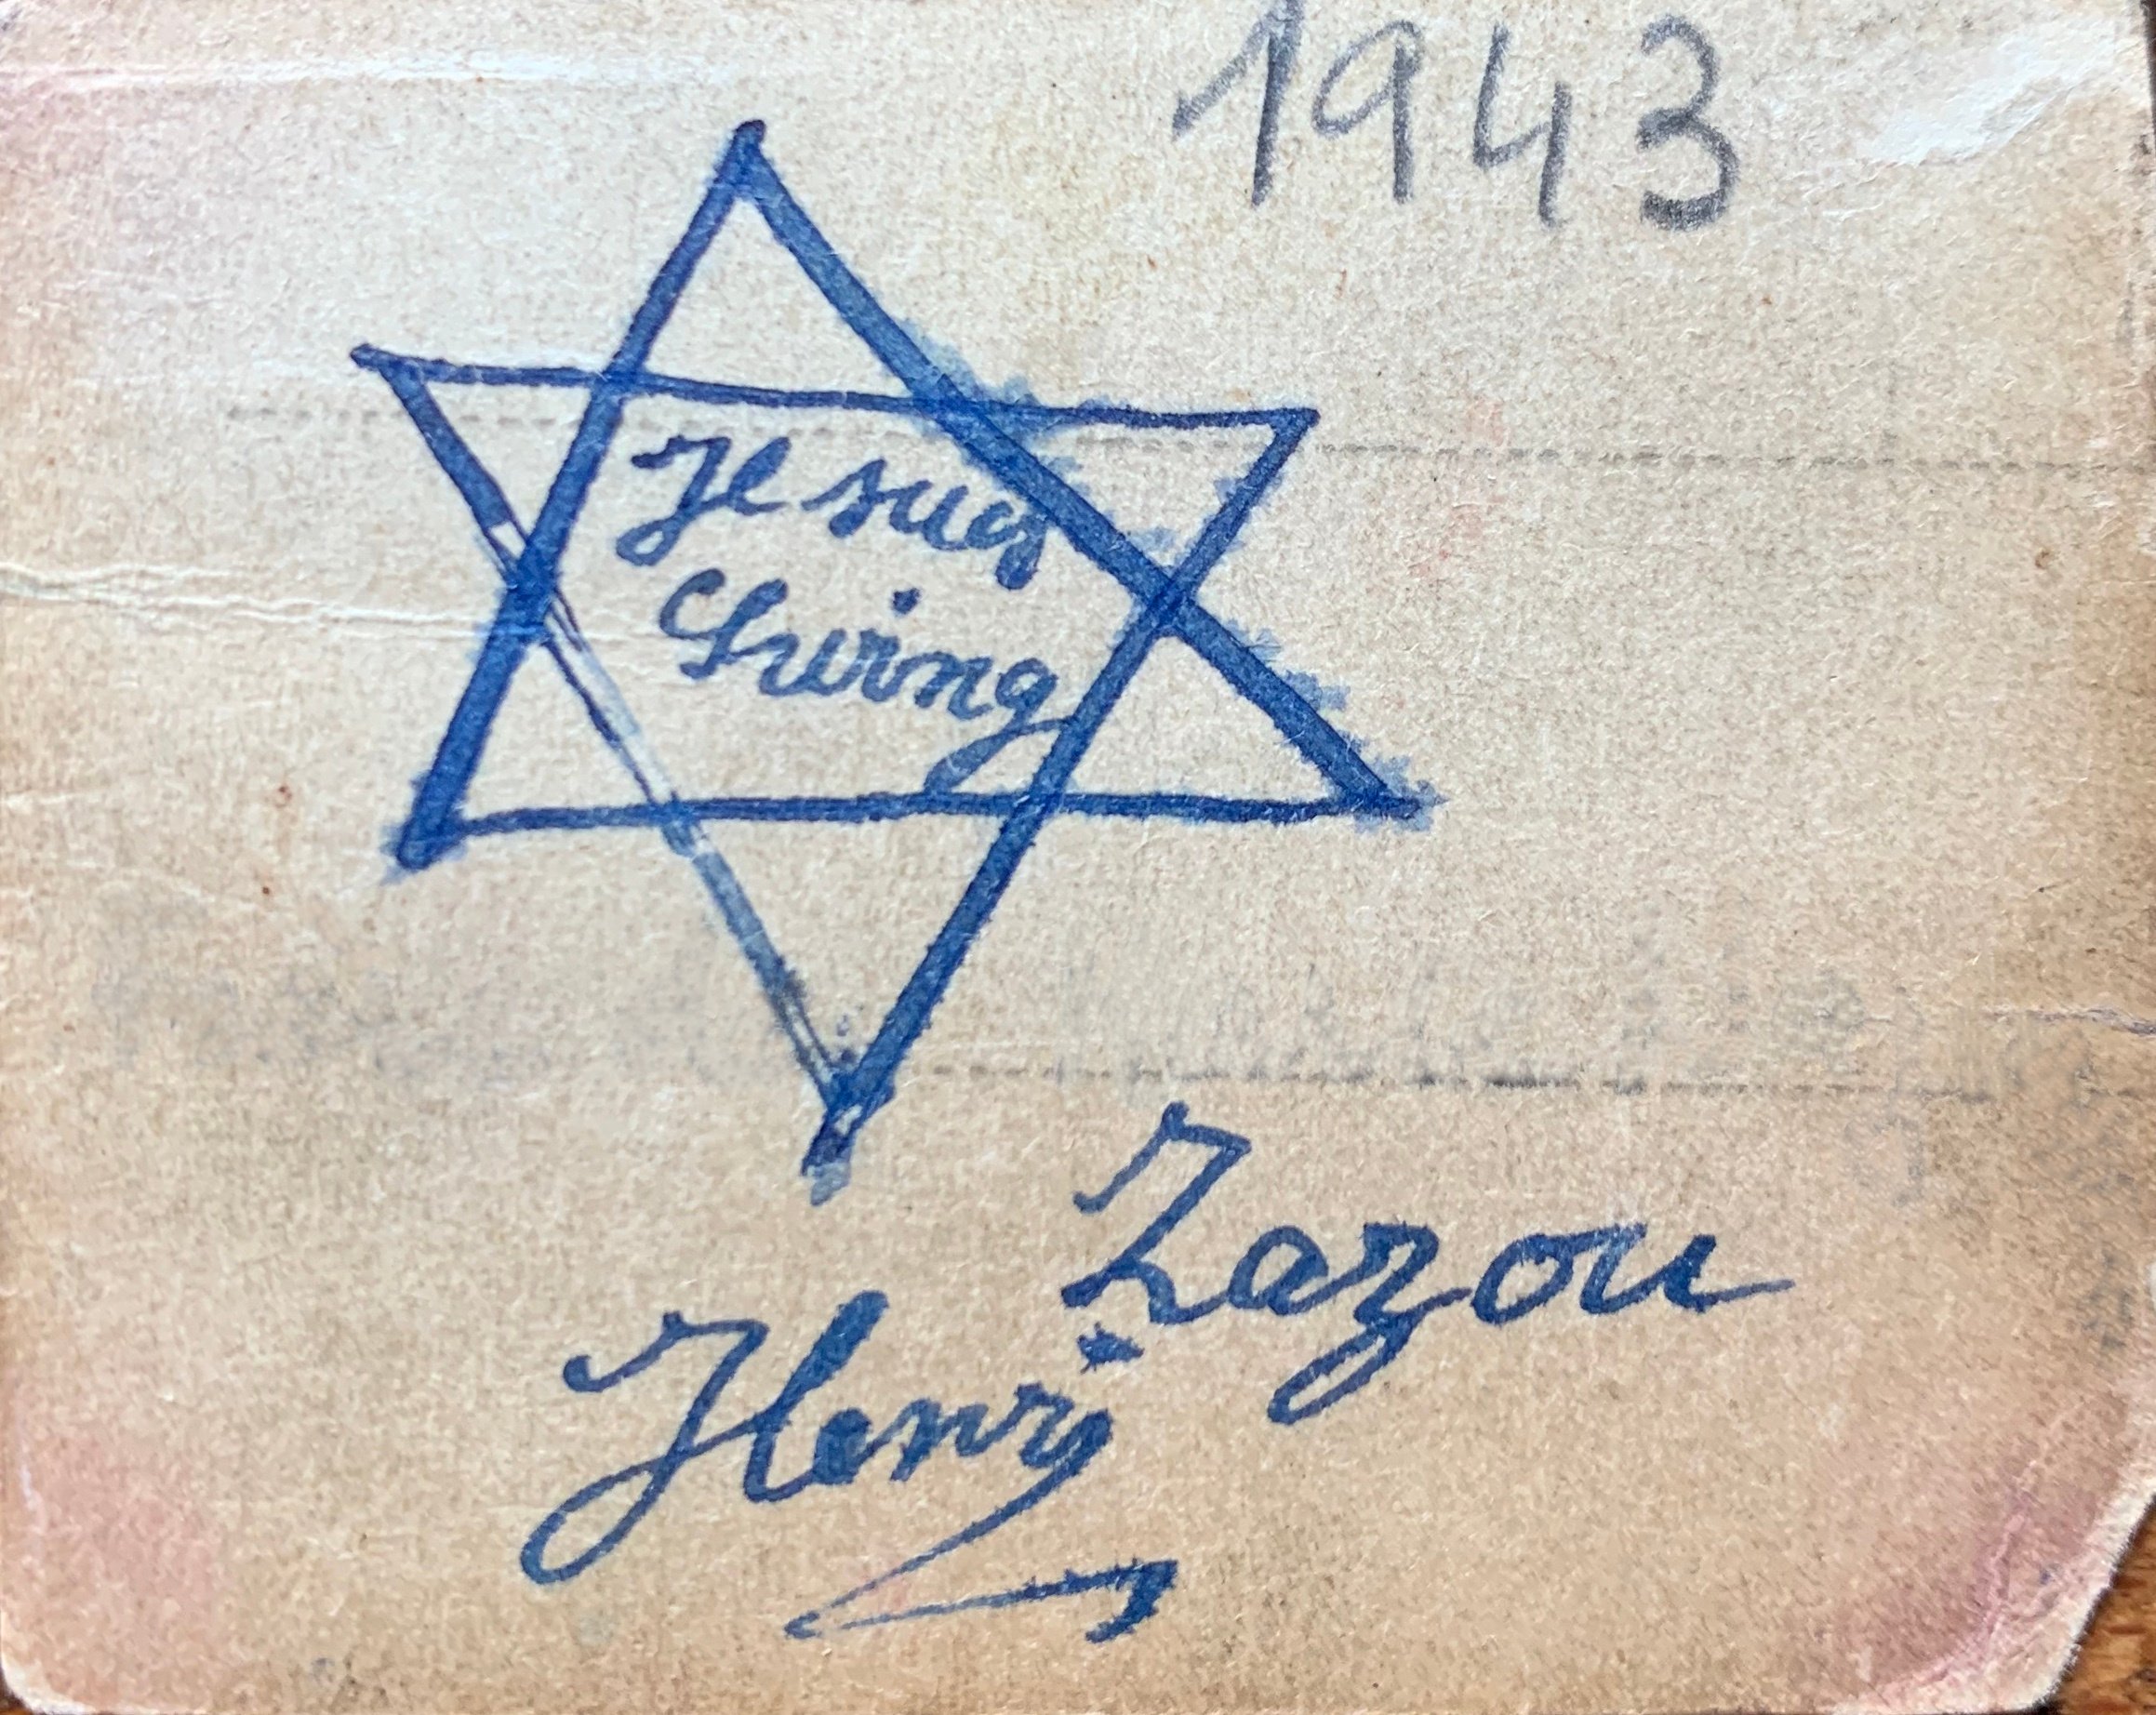 1943
Je suis
Swing
Zazou
Henri